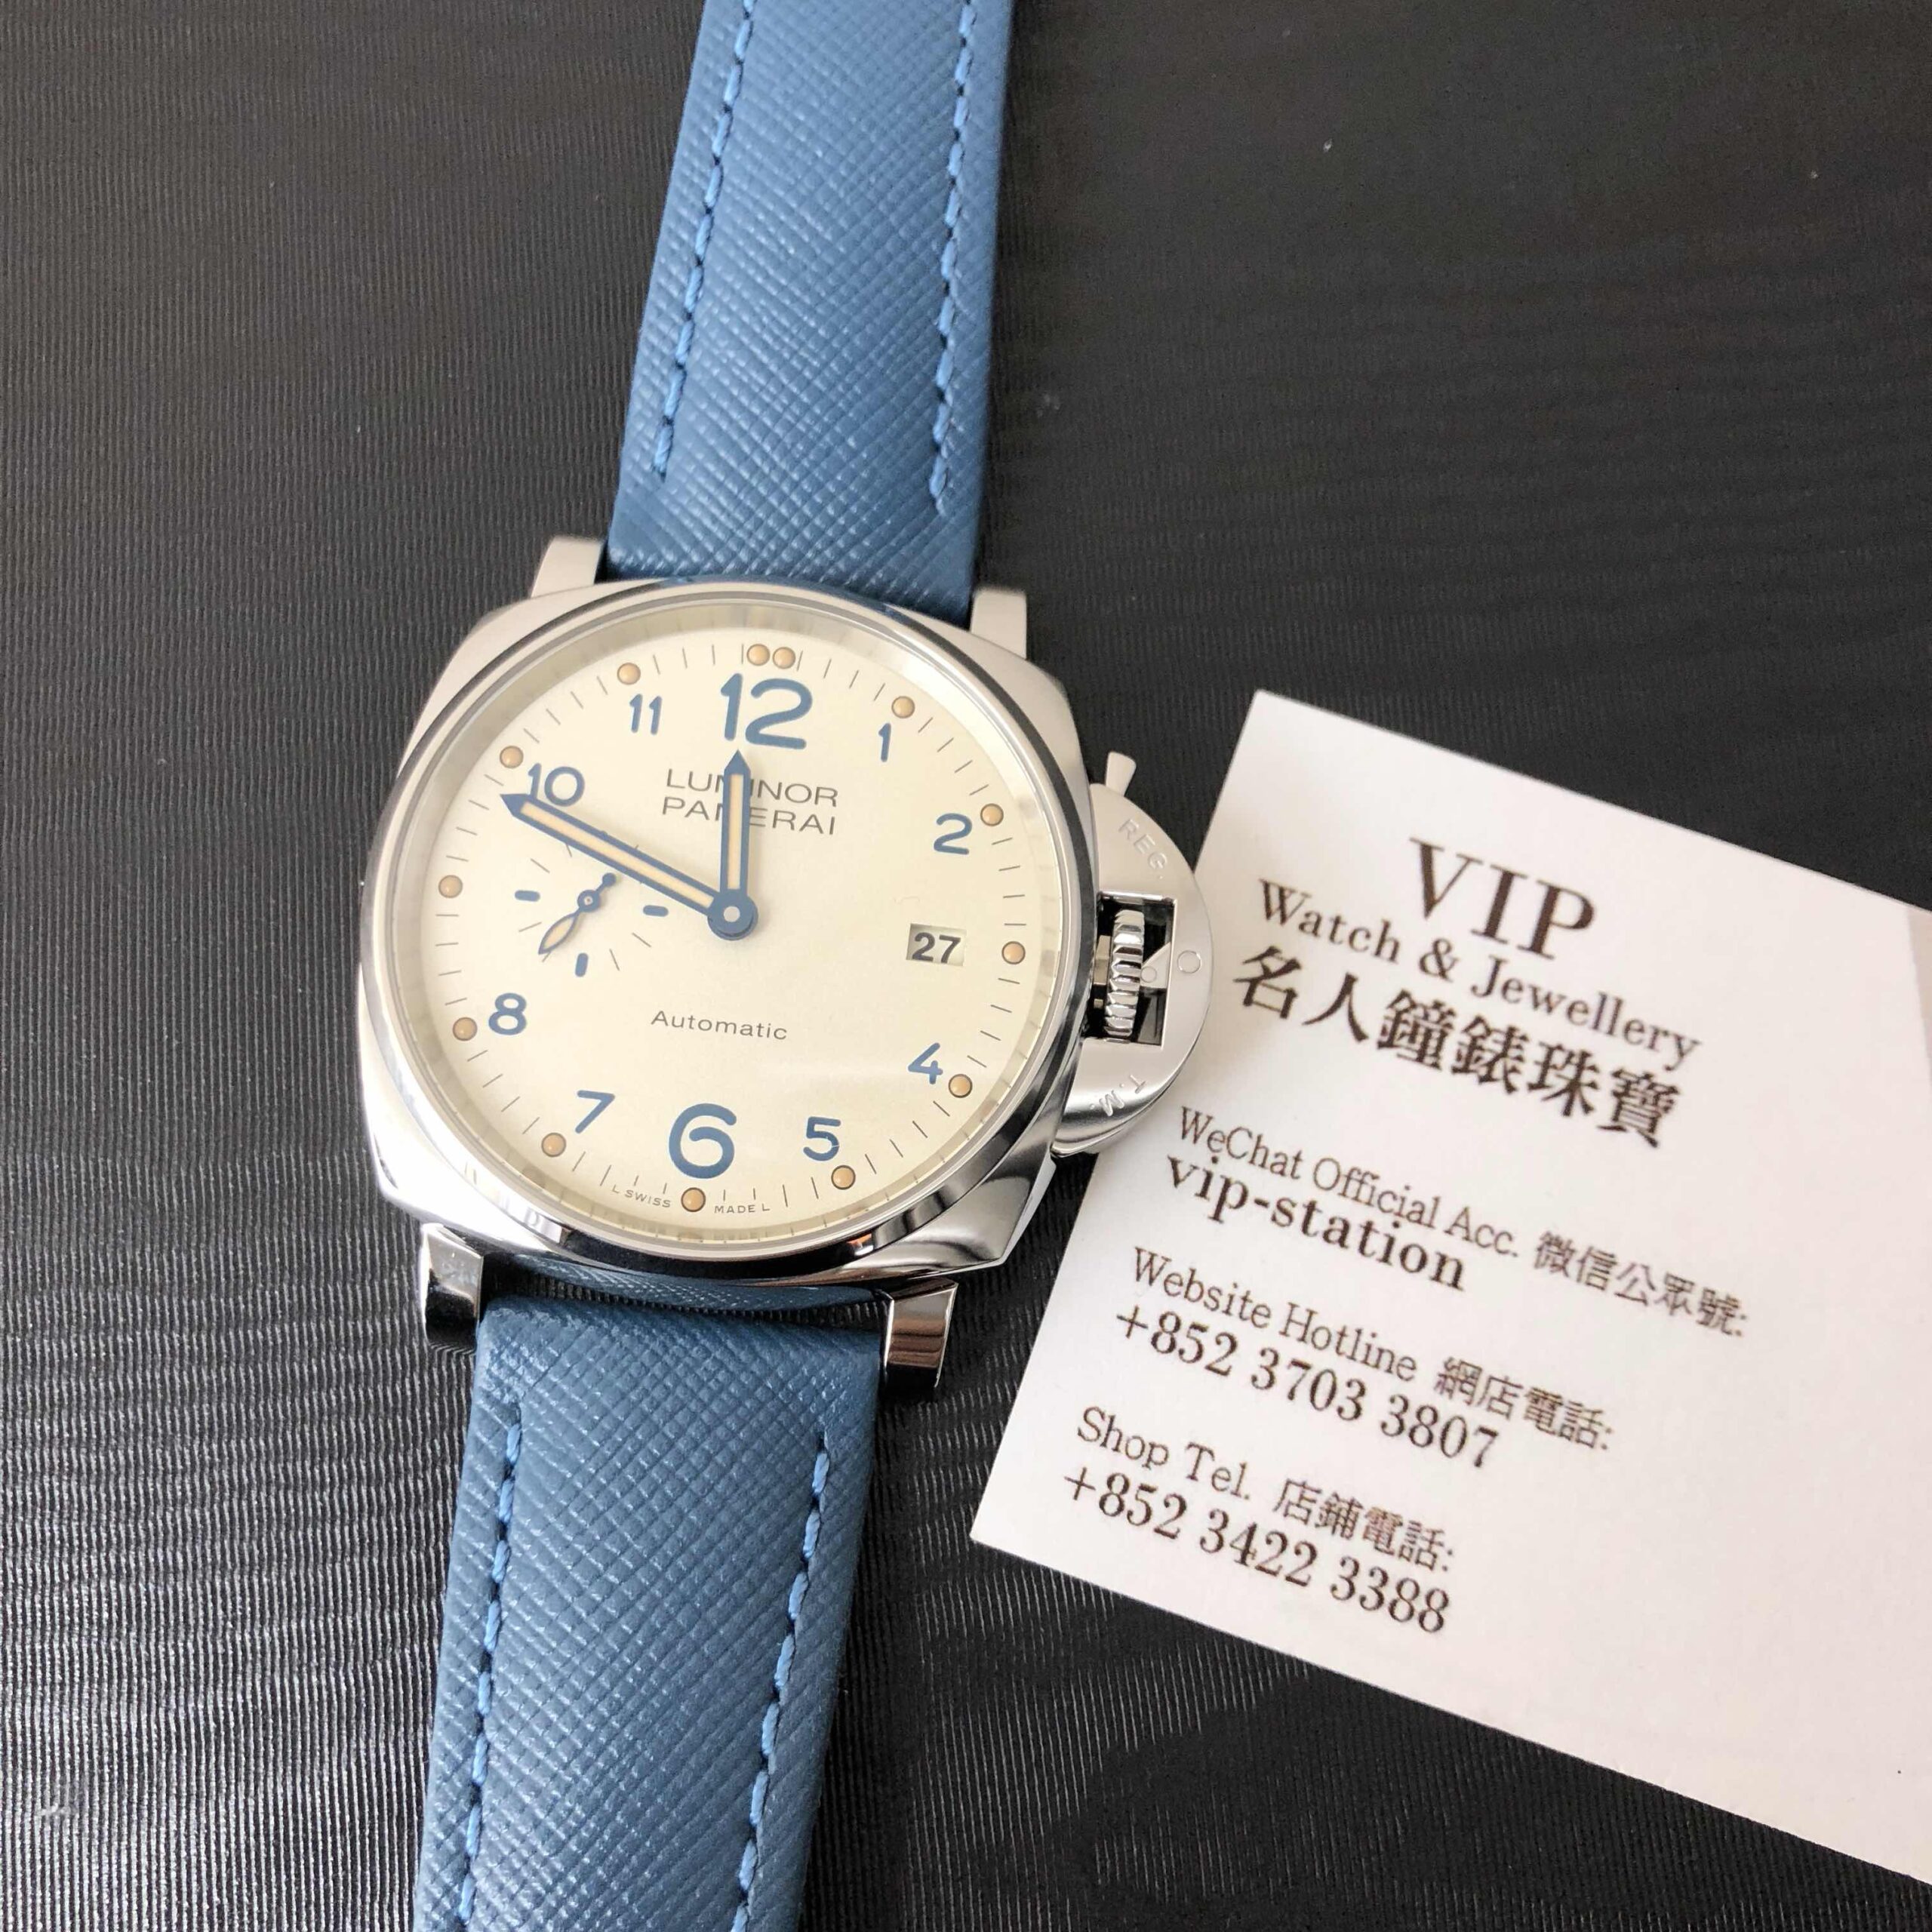 12
11
1
10
2
LUMINOR
PANERAI
27
8
4
Automatic
7
6
5
L SWISS MADE L
REG.
T.M
VIP
Watch & Jewellery
名人鐘錶珠寶
WeChat Official Acc. 微信公眾號:
vip-station
Website Hotline 網店電話:
+852 3703 3807
Shop Tel. 店鋪電話:
+852 3422 3388